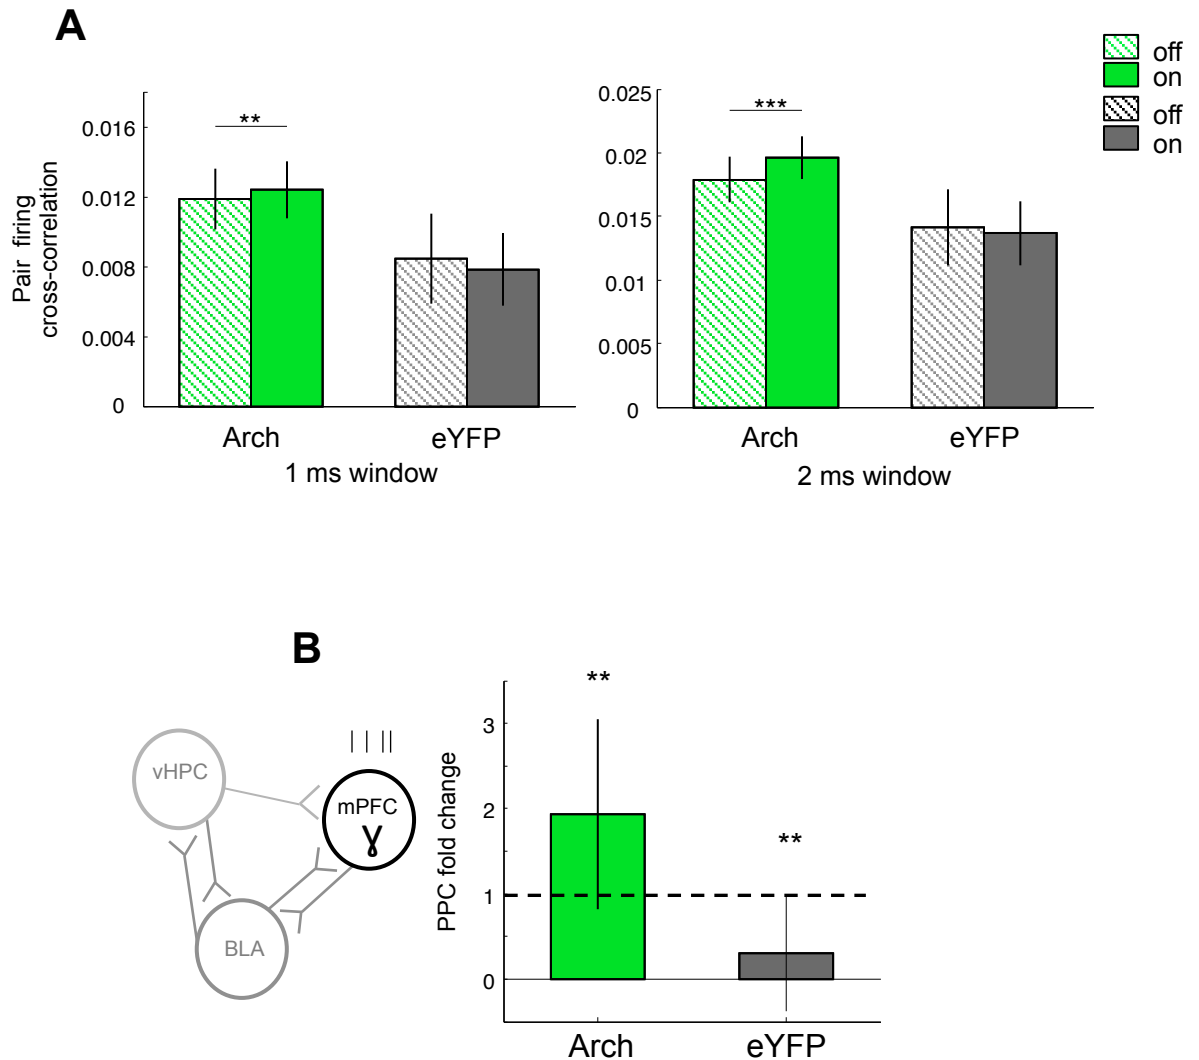 A
off
on
off
on
Pair firing
cross-correlation
0.016
0.012
0.008
0.004
0
**
Arch
eYFP
1 ms window
0.025
0.02
0.015
0.01
0.005
0
***
Arch
eYFP
2 ms window
B
vHPC
mPFC
γ
BLA
PPC fold change
3
2
1
0
**
**
Arch
eYFP